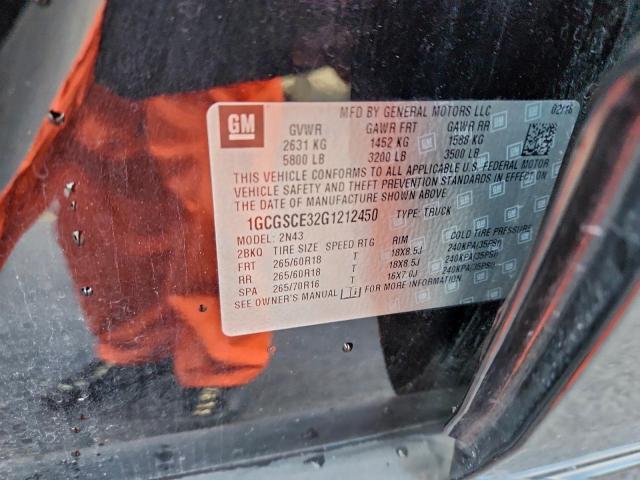 GM
MFD BY GENERAL MOTORS LLC 02/16
GVWR GAWR FRT GAWR RR
2631 KG 1452 KG 1588 KG
5800 LB 3200 LB 3500 LB
THIS VEHICLE CONFORMS TO ALL APPLICABLE U.S. FEDERAL MOTOR
VEHICLE SAFETY AND THEFT PREVENTION STANDARDS IN EFFECT ON
THE DATE OF MANUFACTURE SHOWN ABOVE
1GCGSCE32G1212450 TYPE: TRUCK
MODEL: 2N43
2BKQ TIRE SIZE SPEED RTG RIM COLD TIRE PRESSURE
FRT 265/60R18 T 18X8.5J 240KPA(35PSI)
RR 265/60R18 T 18X8.5J 240KPA(35PSI)
SPA 265/70R16 T 16X7.0J 240KPA(35PSI)
SEE OWNER'S MANUAL FOR MORE INFORMATION